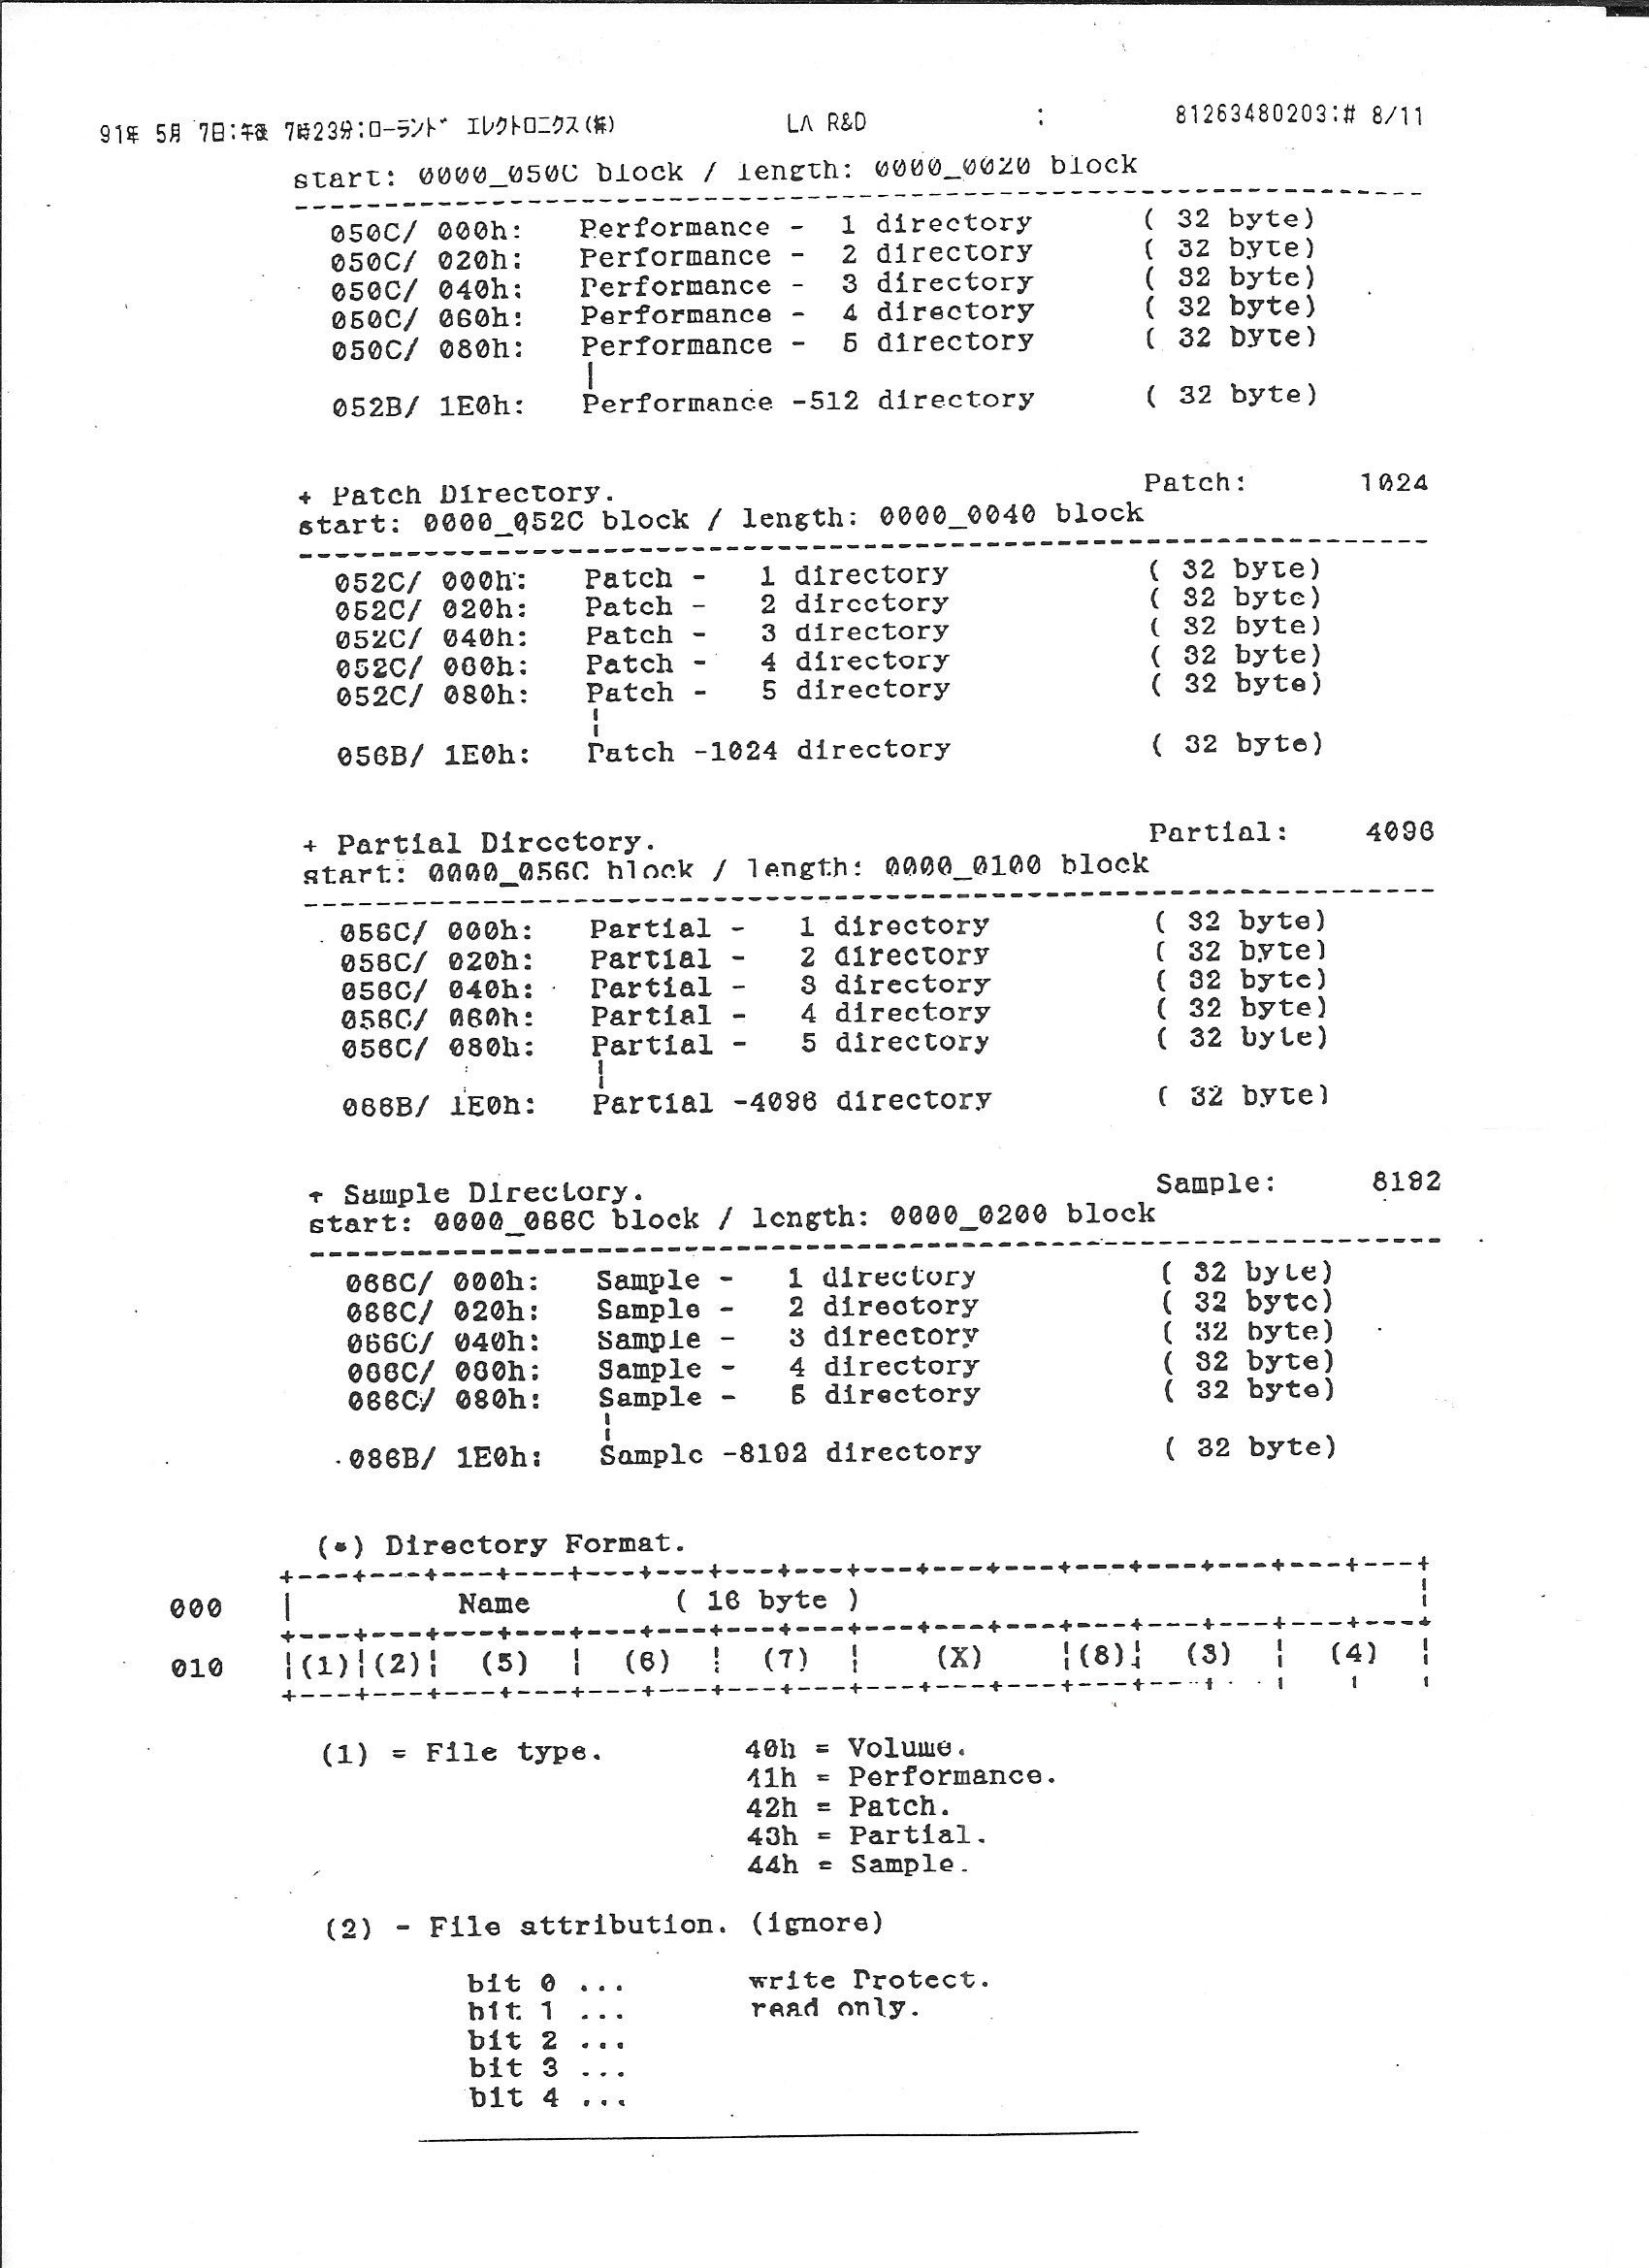 91年 5月 7日:午後 7時23分:ローランド エレクトロニクス(株) LA R&D : 81263480203:# 8/11
start: 0000_050C block / length: 0000_0020 block
--------------------------------------------------------------
050C/ 000h: Performance - 1 directory ( 32 byte)
050C/ 020h: Performance - 2 directory ( 32 byte)
050C/ 040h: Performance - 3 directory ( 32 byte)
050C/ 060h: Performance - 4 directory ( 32 byte)
050C/ 080h: Performance - 5 directory ( 32 byte)
|
052B/ 1E0h: Performance -512 directory ( 32 byte)
+ Patch Directory. Patch: 1024
start: 0000_052C block / length: 0000_0040 block
--------------------------------------------------------------
052C/ 000h: Patch - 1 directory ( 32 byte)
052C/ 020h: Patch - 2 directory ( 32 byte)
052C/ 040h: Patch - 3 directory ( 32 byte)
052C/ 060h: Patch - 4 directory ( 32 byte)
052C/ 080h: Patch - 5 directory ( 32 byte)
|
056B/ 1E0h: Patch -1024 directory ( 32 byte)
+ Partial Directory. Partial: 4096
start: 0000_056C block / length: 0000_0100 block
--------------------------------------------------------------
056C/ 000h: Partial - 1 directory ( 32 byte)
056C/ 020h: Partial - 2 directory ( 32 byte)
056C/ 040h: Partial - 3 directory ( 32 byte)
056C/ 060h: Partial - 4 directory ( 32 byte)
056C/ 080h: Partial - 5 directory ( 32 byte)
|
066B/ 1E0h: Partial -4096 directory ( 32 byte)
+ Sample Directory. Sample: 8192
start: 0000_066C block / length: 0000_0200 block
--------------------------------------------------------------
066C/ 000h: Sample - 1 directory ( 32 byte)
066C/ 020h: Sample - 2 directory ( 32 byte)
066C/ 040h: Sample - 3 directory ( 32 byte)
066C/ 060h: Sample - 4 directory ( 32 byte)
066C/ 080h: Sample - 5 directory ( 32 byte)
|
086B/ 1E0h: Sample -8192 directory ( 32 byte)
(*) Directory Format.
+---+---+---+---+---+---+---+---+---+---+---+---+---+---+---+---+
000 | Name ( 16 byte ) |
+---+---+---+---+---+---+---+---+---+---+---+---+---+---+---+---+
010 |(1)|(2)| (5) | (6) | (7) | (X) |(8)| (3) | (4) |
+---+---+---+---+---+---+---+---+---+---+---+---+---+
(1) = File type. 40h = Volume.
41h = Performance.
42h = Patch.
43h = Partial.
44h = Sample.
(2) - File attribution. (ignore)
bit 0 ... write Protect.
bit 1 ... read only.
bit 2 ...
bit 3 ...
bit 4 ...